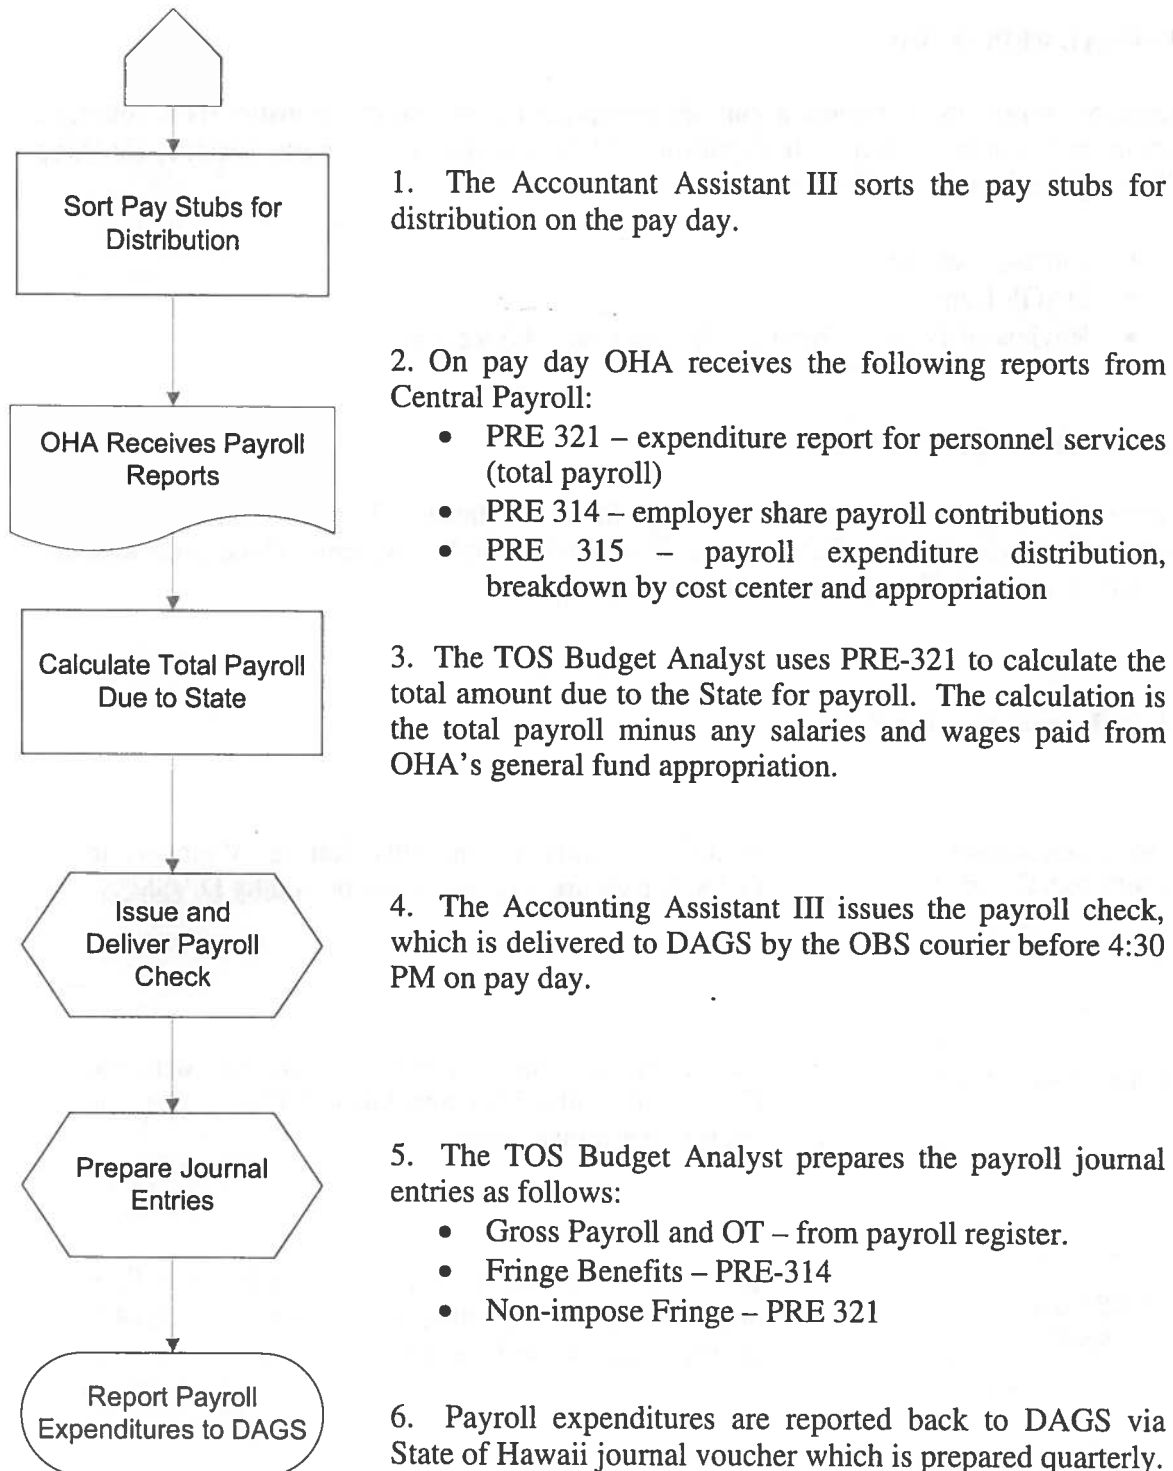 Sort Pay Stubs for
Distribution
1. The Accountant Assistant III sorts the pay stubs for
distribution on the pay day.
OHA Receives Payroll
Reports
2. On pay day OHA receives the following reports from
Central Payroll:
• PRE 321 – expenditure report for personnel services
(total payroll)
• PRE 314 – employer share payroll contributions
• PRE 315 – payroll expenditure distribution,
breakdown by cost center and appropriation
Calculate Total Payroll
Due to State
3. The TOS Budget Analyst uses PRE-321 to calculate the
total amount due to the State for payroll. The calculation is
the total payroll minus any salaries and wages paid from
OHA's general fund appropriation.
Issue and
Deliver Payroll
Check
4. The Accounting Assistant III issues the payroll check,
which is delivered to DAGS by the OBS courier before 4:30
PM on pay day.
Prepare Journal
Entries
5. The TOS Budget Analyst prepares the payroll journal
entries as follows:
• Gross Payroll and OT – from payroll register.
• Fringe Benefits – PRE-314
• Non-impose Fringe – PRE 321
Report Payroll
Expenditures to DAGS
6. Payroll expenditures are reported back to DAGS via
State of Hawaii journal voucher which is prepared quarterly.